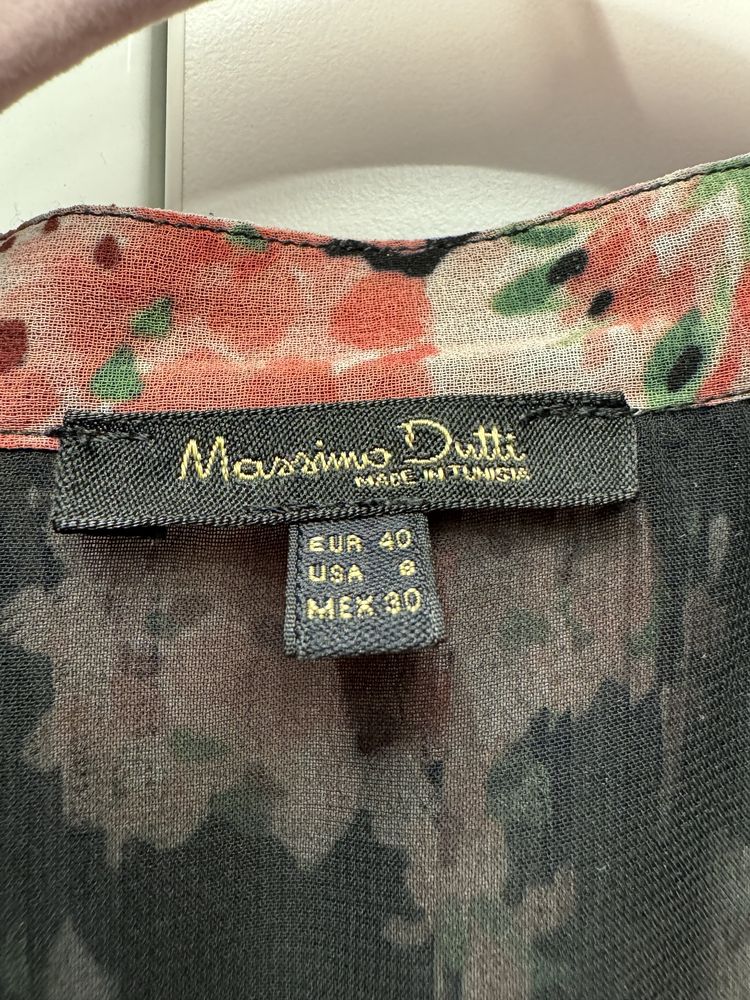 Massimo Dutti
MADE IN TUNISIA
EUR 40
USA 8
MEX 30